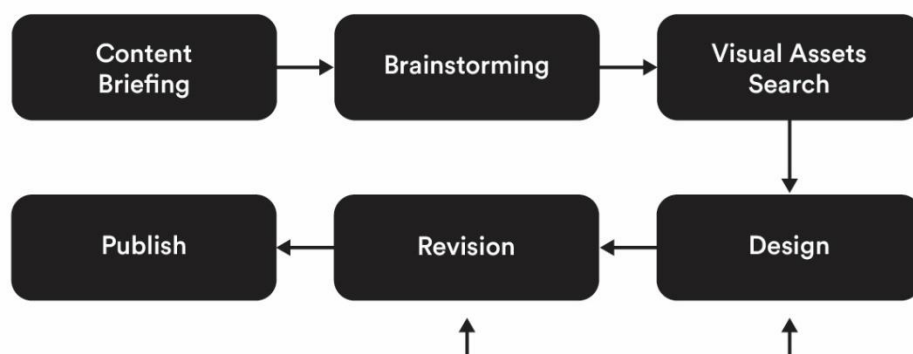 Content
Briefing
Brainstorming
Visual Assets
Search
Publish
Revision
Design